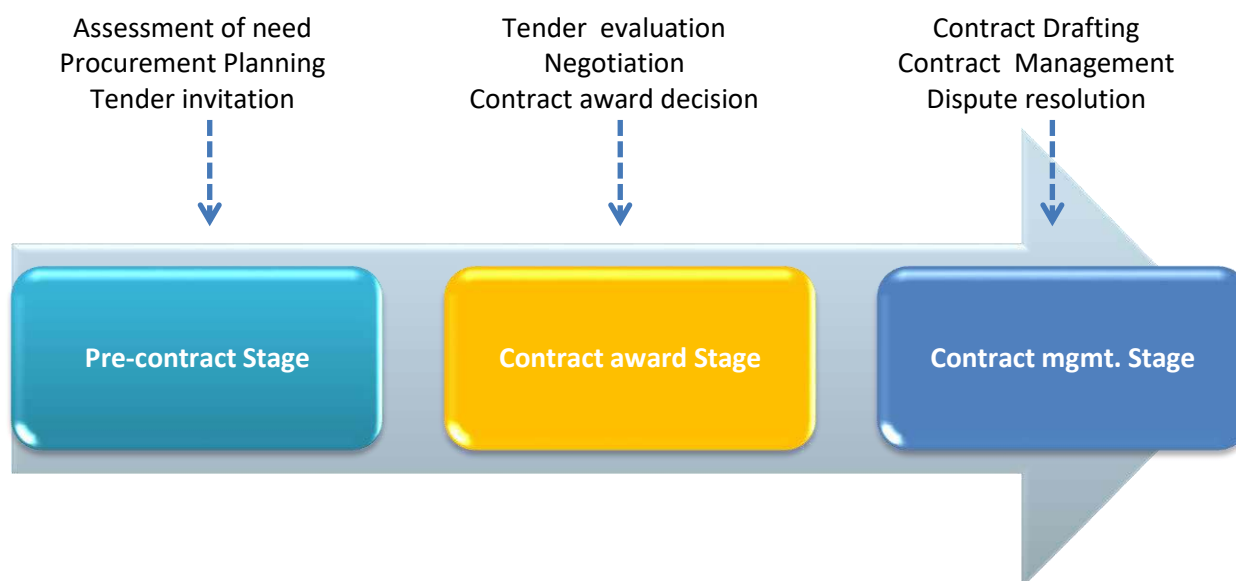 Assessment of need
Procurement Planning
Tender invitation
Tender evaluation
Negotiation
Contract award decision
Contract Drafting
Contract Management
Dispute resolution
Pre-contract Stage
Contract award Stage
Contract mgmt. Stage